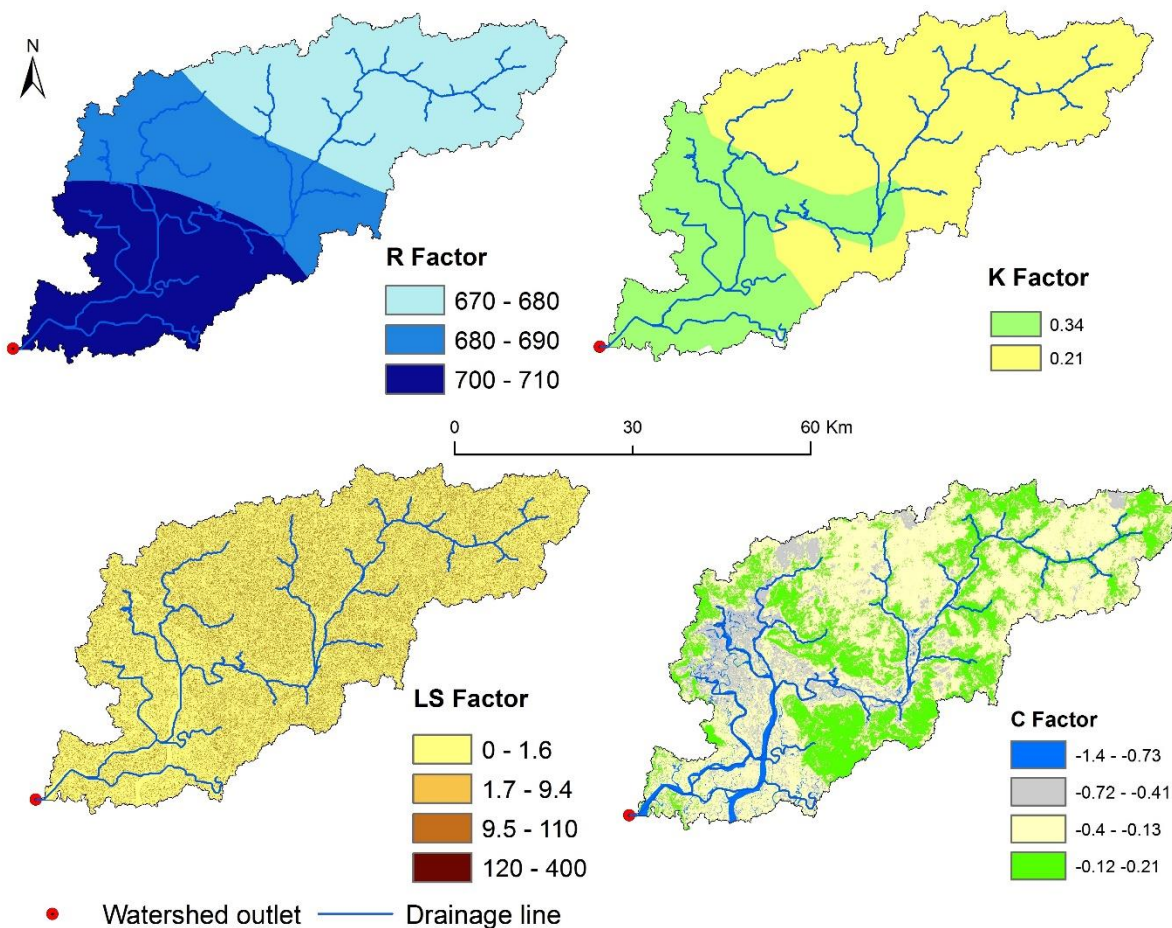 N
R Factor
670 - 680
680 - 690
700 - 710
K Factor
0.34
0.21
0 30 60 Km
LS Factor
0 - 1.6
1.7 - 9.4
9.5 - 110
120 - 400
C Factor
-1.4 - -0.73
-0.72 - -0.41
-0.4 - -0.13
-0.12 -0.21
Watershed outlet
Drainage line